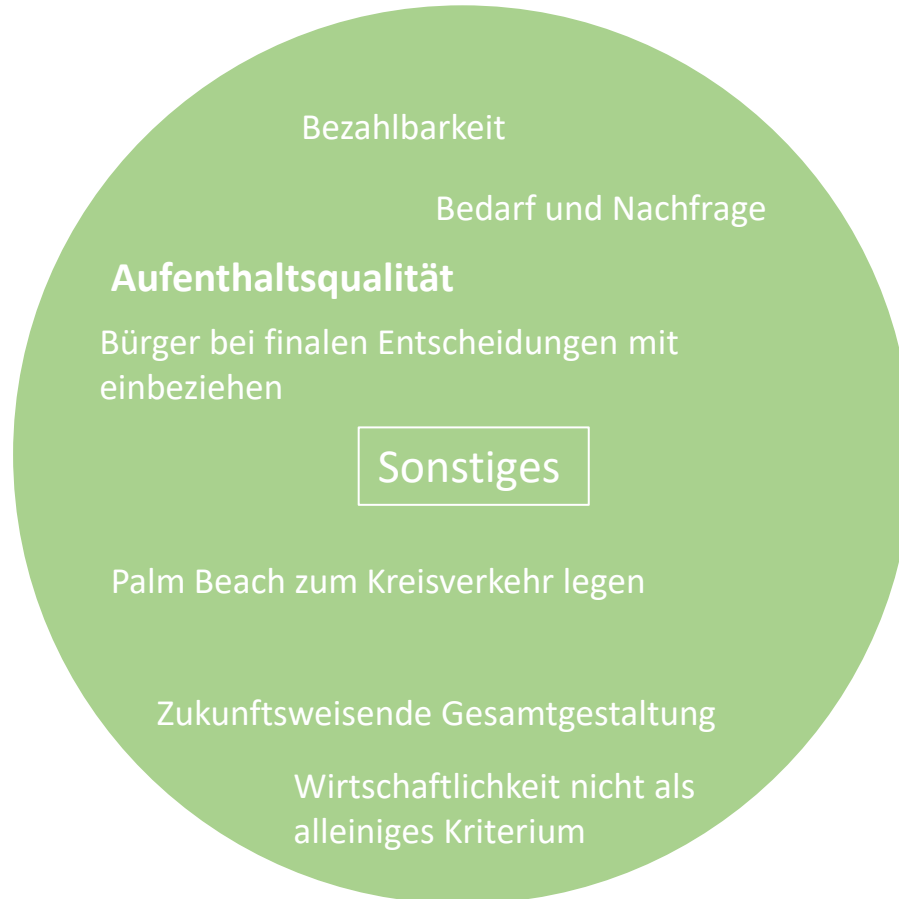 Bezahlbarkeit
Bedarf und Nachfrage
Aufenthaltsqualität
Bürger bei finalen Entscheidungen mit
einbeziehen
Sonstiges
Palm Beach zum Kreisverkehr legen
Zukunftsweisende Gesamtgestaltung
Wirtschaftlichkeit nicht als
alleiniges Kriterium